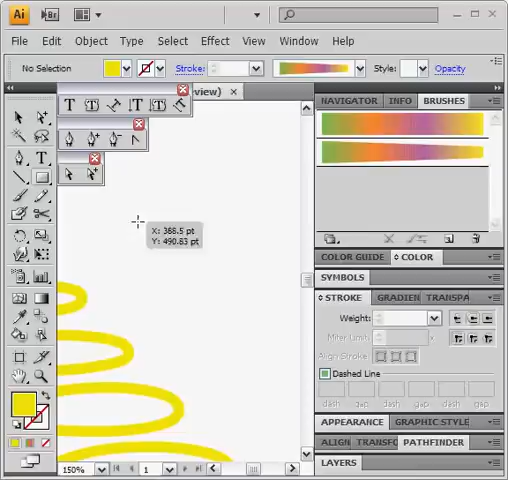 Ai Br
File Edit Object Type Select Effect View Window Help
No Selection Stroke: Style: Opacity
view) ×
NAVIGATOR INFO BRUSHES
X: 388.5 pt
Y: 490.83 pt
COLOR GUIDE COLOR
SYMBOLS
STROKE GRADIEN TRANSPA
Weight:
Miter limit: x
Align Stroke:
Dashed Line
dash gap dash gap dash gap
APPEARANCE GRAPHIC STYLE
ALIGN TRANSFO PATHFINDER
LAYERS
150% 1